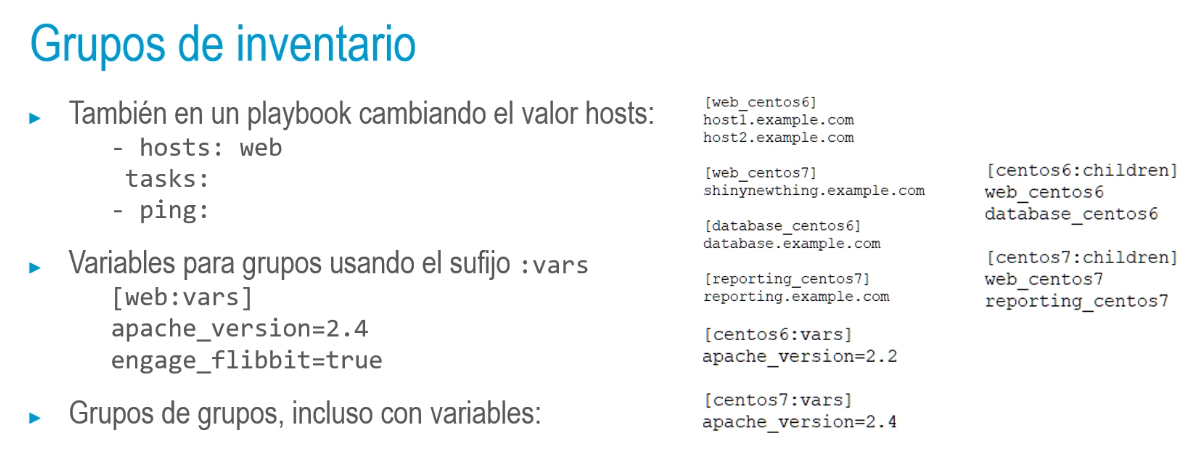 Grupos de inventario
► También en un playbook cambiando el valor hosts:
- hosts: web
tasks:
- ping:
► Variables para grupos usando el sufijo :vars
[web:vars]
apache_version=2.4
engage_flibbit=true
► Grupos de grupos, incluso con variables:
[web_centos6]
host1.example.com
host2.example.com
[web_centos7]
shinynewthing.example.com
[database_centos6]
database.example.com
[reporting_centos7]
reporting.example.com
[centos6:vars]
apache_version=2.2
[centos7:vars]
apache_version=2.4
[centos6:children]
web_centos6
database_centos6
[centos7:children]
web_centos7
reporting_centos7